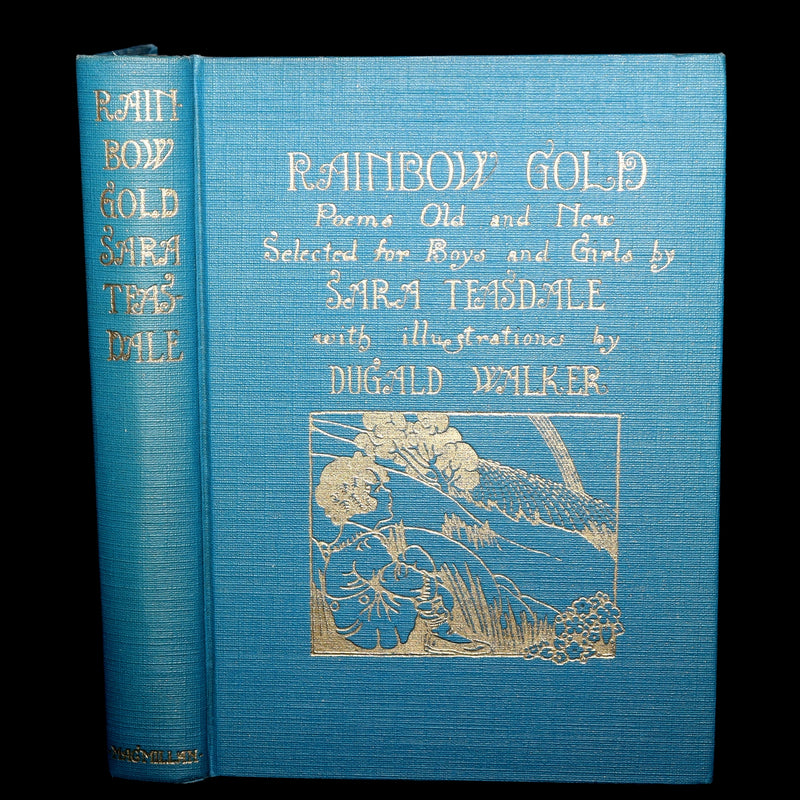 RAIN-
BOW
GOLD
SARA
TEAS-
DALE
MACMILLAN
RAINBOW GOLD
Poems Old and New
Selected for Boys and Girls by
SARA TEASDALE
with illustrations by
DUGALD WALKER